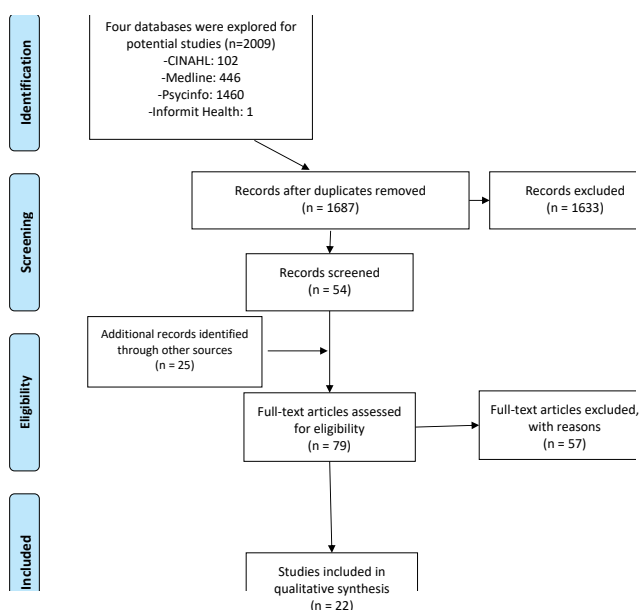 Identification
Four databases were explored for
potential studies (n=2009)
-CINAHL: 102
-Medline: 446
-Psycinfo: 1460
-Informit Health: 1
Screening
Records after duplicates removed
(n = 1687)
Records excluded
(n = 1633)
Records screened
(n = 54)
Eligibility
Additional records identified
through other sources
(n = 25)
Full-text articles assessed
for eligibility
(n = 79)
Full-text articles excluded,
with reasons
(n = 57)
Included
Studies included in
qualitative synthesis
(n = 22)